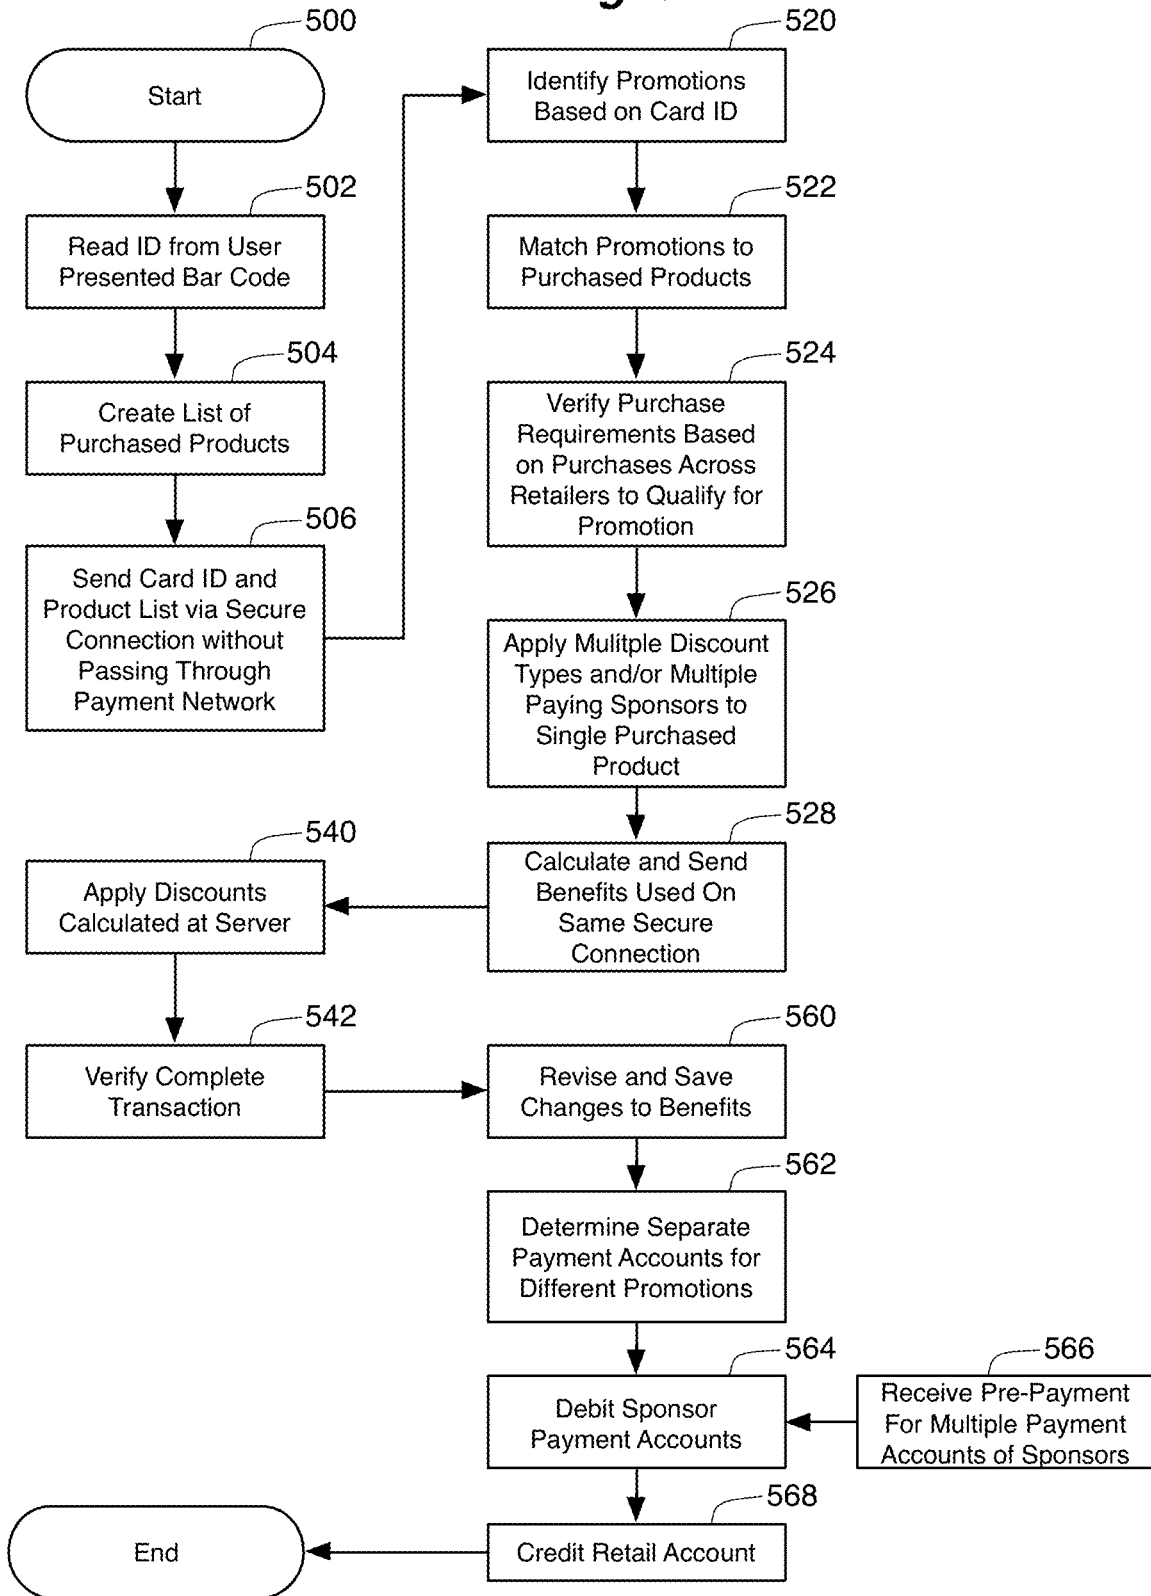 500
Start
502
Read ID from User
Presented Bar Code
504
Create List of
Purchased Products
506
Send Card ID and
Product List via Secure
Connection without
Passing Through
Payment Network
520
Identify Promotions
Based on Card ID
522
Match Promotions to
Purchased Products
524
Verify Purchase
Requirements Based
on Purchases Across
Retailers to Qualify for
Promotion
526
Apply Mulitple Discount
Types and/or Multiple
Paying Sponsors to
Single Purchased
Product
528
Calculate and Send
Benefits Used On
Same Secure
Connection
540
Apply Discounts
Calculated at Server
542
Verify Complete
Transaction
560
Revise and Save
Changes to Benefits
562
Determine Separate
Payment Accounts for
Different Promotions
564
Debit Sponsor
Payment Accounts
566
Receive Pre-Payment
For Multiple Payment
Accounts of Sponsors
568
Credit Retail Account
End